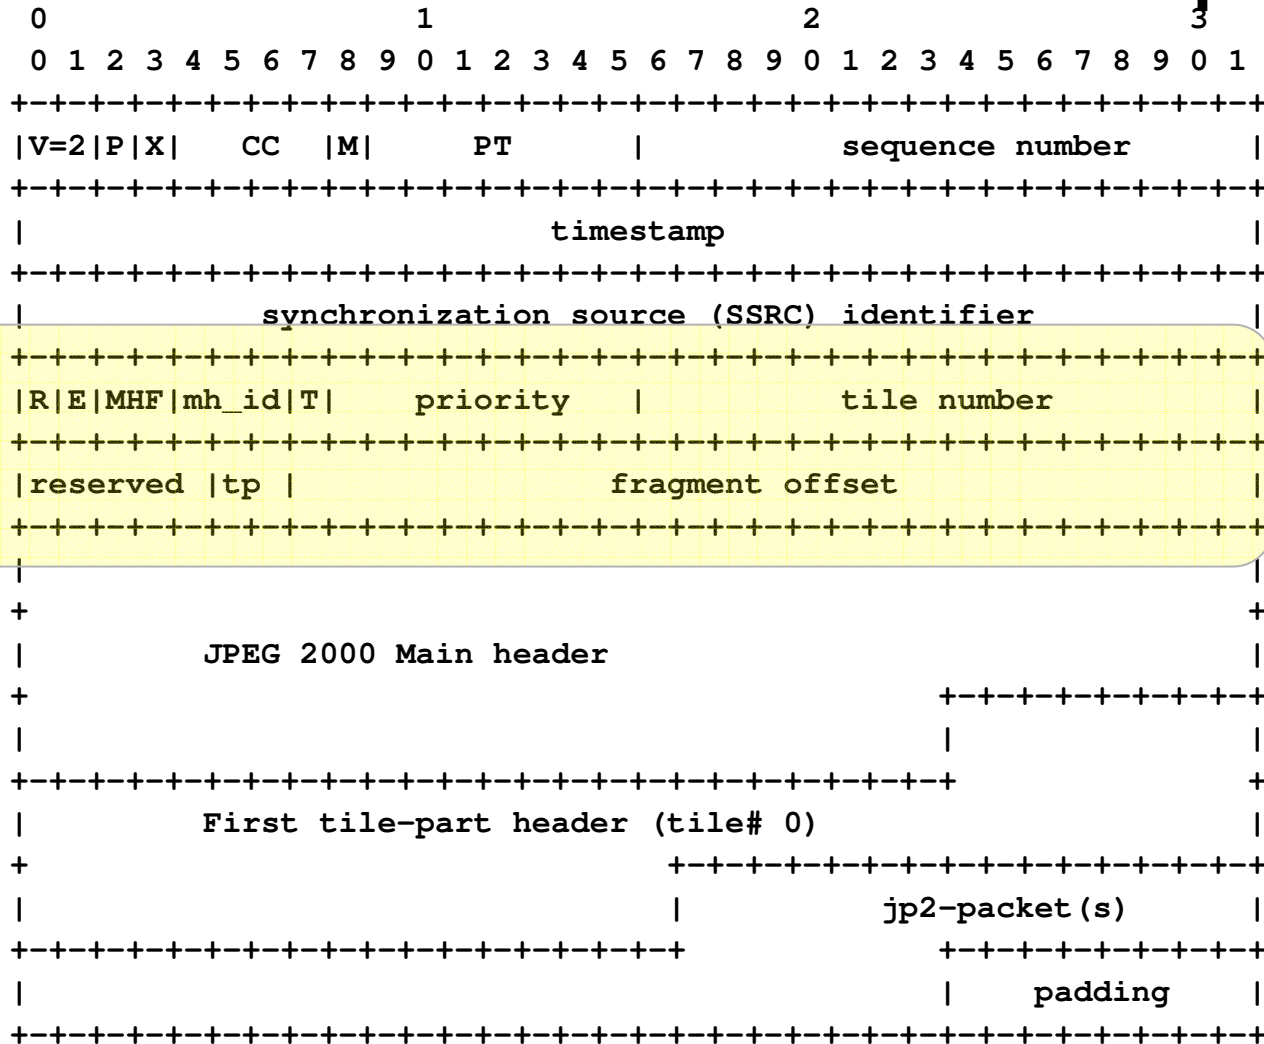 0                   1                   2                   3
 0 1 2 3 4 5 6 7 8 9 0 1 2 3 4 5 6 7 8 9 0 1 2 3 4 5 6 7 8 9 0 1
+-+-+-+-+-+-+-+-+-+-+-+-+-+-+-+-+-+-+-+-+-+-+-+-+-+-+-+-+-+-+-+-+
|V=2|P|X|   CC  |M|     PT      |          sequence number      |
+-+-+-+-+-+-+-+-+-+-+-+-+-+-+-+-+-+-+-+-+-+-+-+-+-+-+-+-+-+-+-+-+
|                           timestamp                           |
+-+-+-+-+-+-+-+-+-+-+-+-+-+-+-+-+-+-+-+-+-+-+-+-+-+-+-+-+-+-+-+-+
|            synchronization source (SSRC) identifier           |
+-+-+-+-+-+-+-+-+-+-+-+-+-+-+-+-+-+-+-+-+-+-+-+-+-+-+-+-+-+-+-+-+
|R|E|MHF|mh_id|T|    priority   |          tile number          |
+-+-+-+-+-+-+-+-+-+-+-+-+-+-+-+-+-+-+-+-+-+-+-+-+-+-+-+-+-+-+-+-+
|reserved |tp |                fragment offset                  |
+-+-+-+-+-+-+-+-+-+-+-+-+-+-+-+-+-+-+-+-+-+-+-+-+-+-+-+-+-+-+-+-+
|                                                               |
+                                                               +
|         JPEG 2000 Main header                                 |
+                                               +-+-+-+-+-+-+-+-+
|                                               |               |
+-+-+-+-+-+-+-+-+-+-+-+-+-+-+-+-+-+-+-+-+-+-+-+-+               +
|         First tile-part header (tile# 0)                      |
+                                 +-+-+-+-+-+-+-+-+-+-+-+-+-+-+-+
|                                 |          jp2-packet(s)      |
+-+-+-+-+-+-+-+-+-+-+-+-+-+-+-+-+-+             +-+-+-+-+-+-+-+-+
|                                               |    padding    |
+-+-+-+-+-+-+-+-+-+-+-+-+-+-+-+-+-+-+-+-+-+-+-+-+-+-+-+-+-+-+-+-+